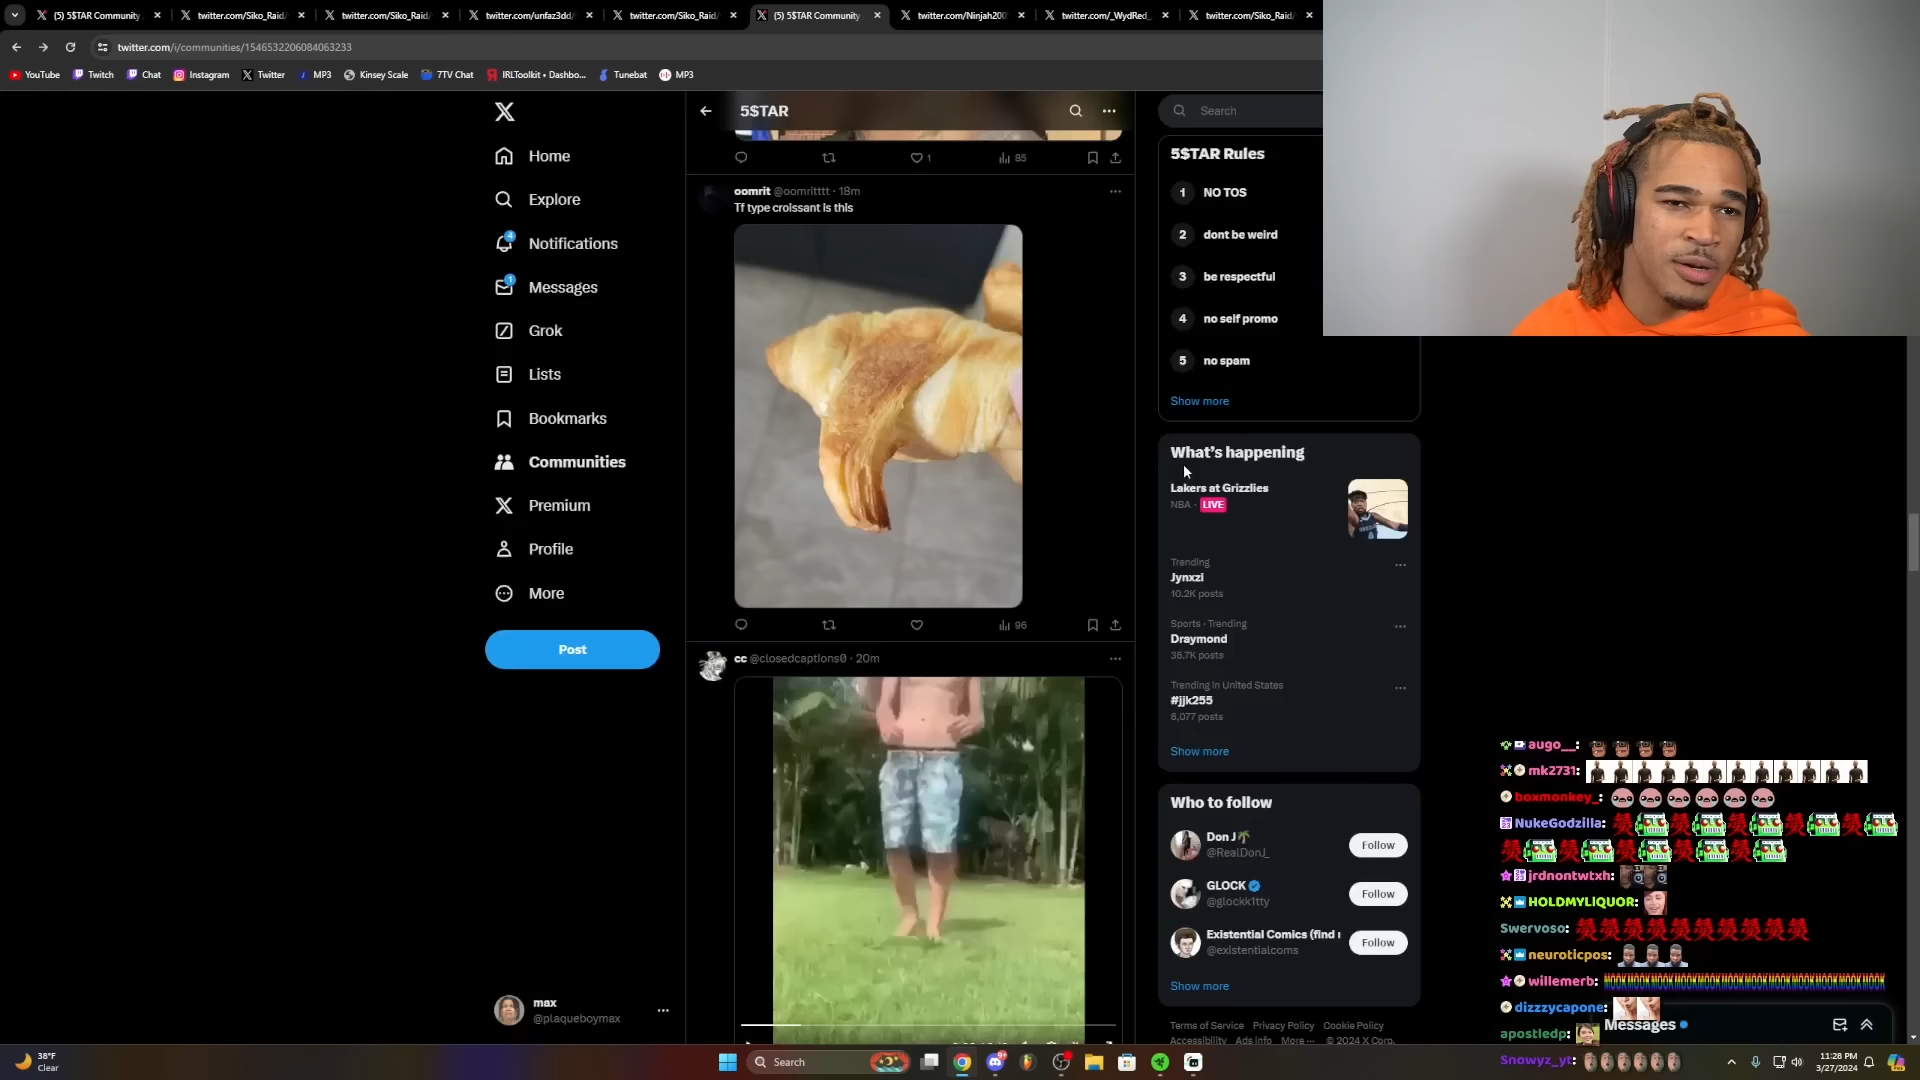 (5) 5$TAR Community
twitter.com/Siko_Raid/
twitter.com/Siko_Raid/
twitter.com/unfaz3dd/
twitter.com/Siko_Raid/
(5) 5$TAR Community
twitter.com/Ninjah200
twitter.com/_WydRed_
twitter.com/Siko_Raid/
twitter.com/i/communities/1546532206084063233
YouTube
Twitch
Chat
Instagram
Twitter
MP3
Kinsey Scale
7TV Chat
IRLToolkit • Dashbo...
Tunebat
MP3
Home
Explore
4
Notifications
1
Messages
Grok
Lists
Bookmarks
Communities
Premium
Profile
More
Post
max
@plaqueboymax
5$TAR
1
85
oomrit @oomritttt · 18m
Tf type croissant is this
96
cc @closedcaptions0 · 20m
Search
5$TAR Rules
1 NO TOS
2 dont be weird
3 be respectful
4 no self promo
5 no spam
Show more
What's happening
Lakers at Grizzlies
NBA · LIVE
Trending
Jynxzi
10.2K posts
Sports · Trending
Draymond
35.7K posts
Trending in United States
#jjk255
6,077 posts
Show more
Who to follow
Don J
@RealDonJ_
Follow
GLOCK
@glockk1tty
Follow
Existential Comics (find
@existentialcoms
Follow
Show more
Terms of Service Privacy Policy Cookie Policy
Accessibility Ads info More ··· © 2024 X Corp.
augo__:
mk2731:
boxmonkey_:
NukeGodzilla:
jrdnontwtxh:
HOLDMYLIQUOR:
Swervoso:
neuroticpos:
willemerb:
dizzzycapone:
apostledp:
Snowyz_yt:
Messages
38°F
Clear
Search
11:28 PM
3/27/2024